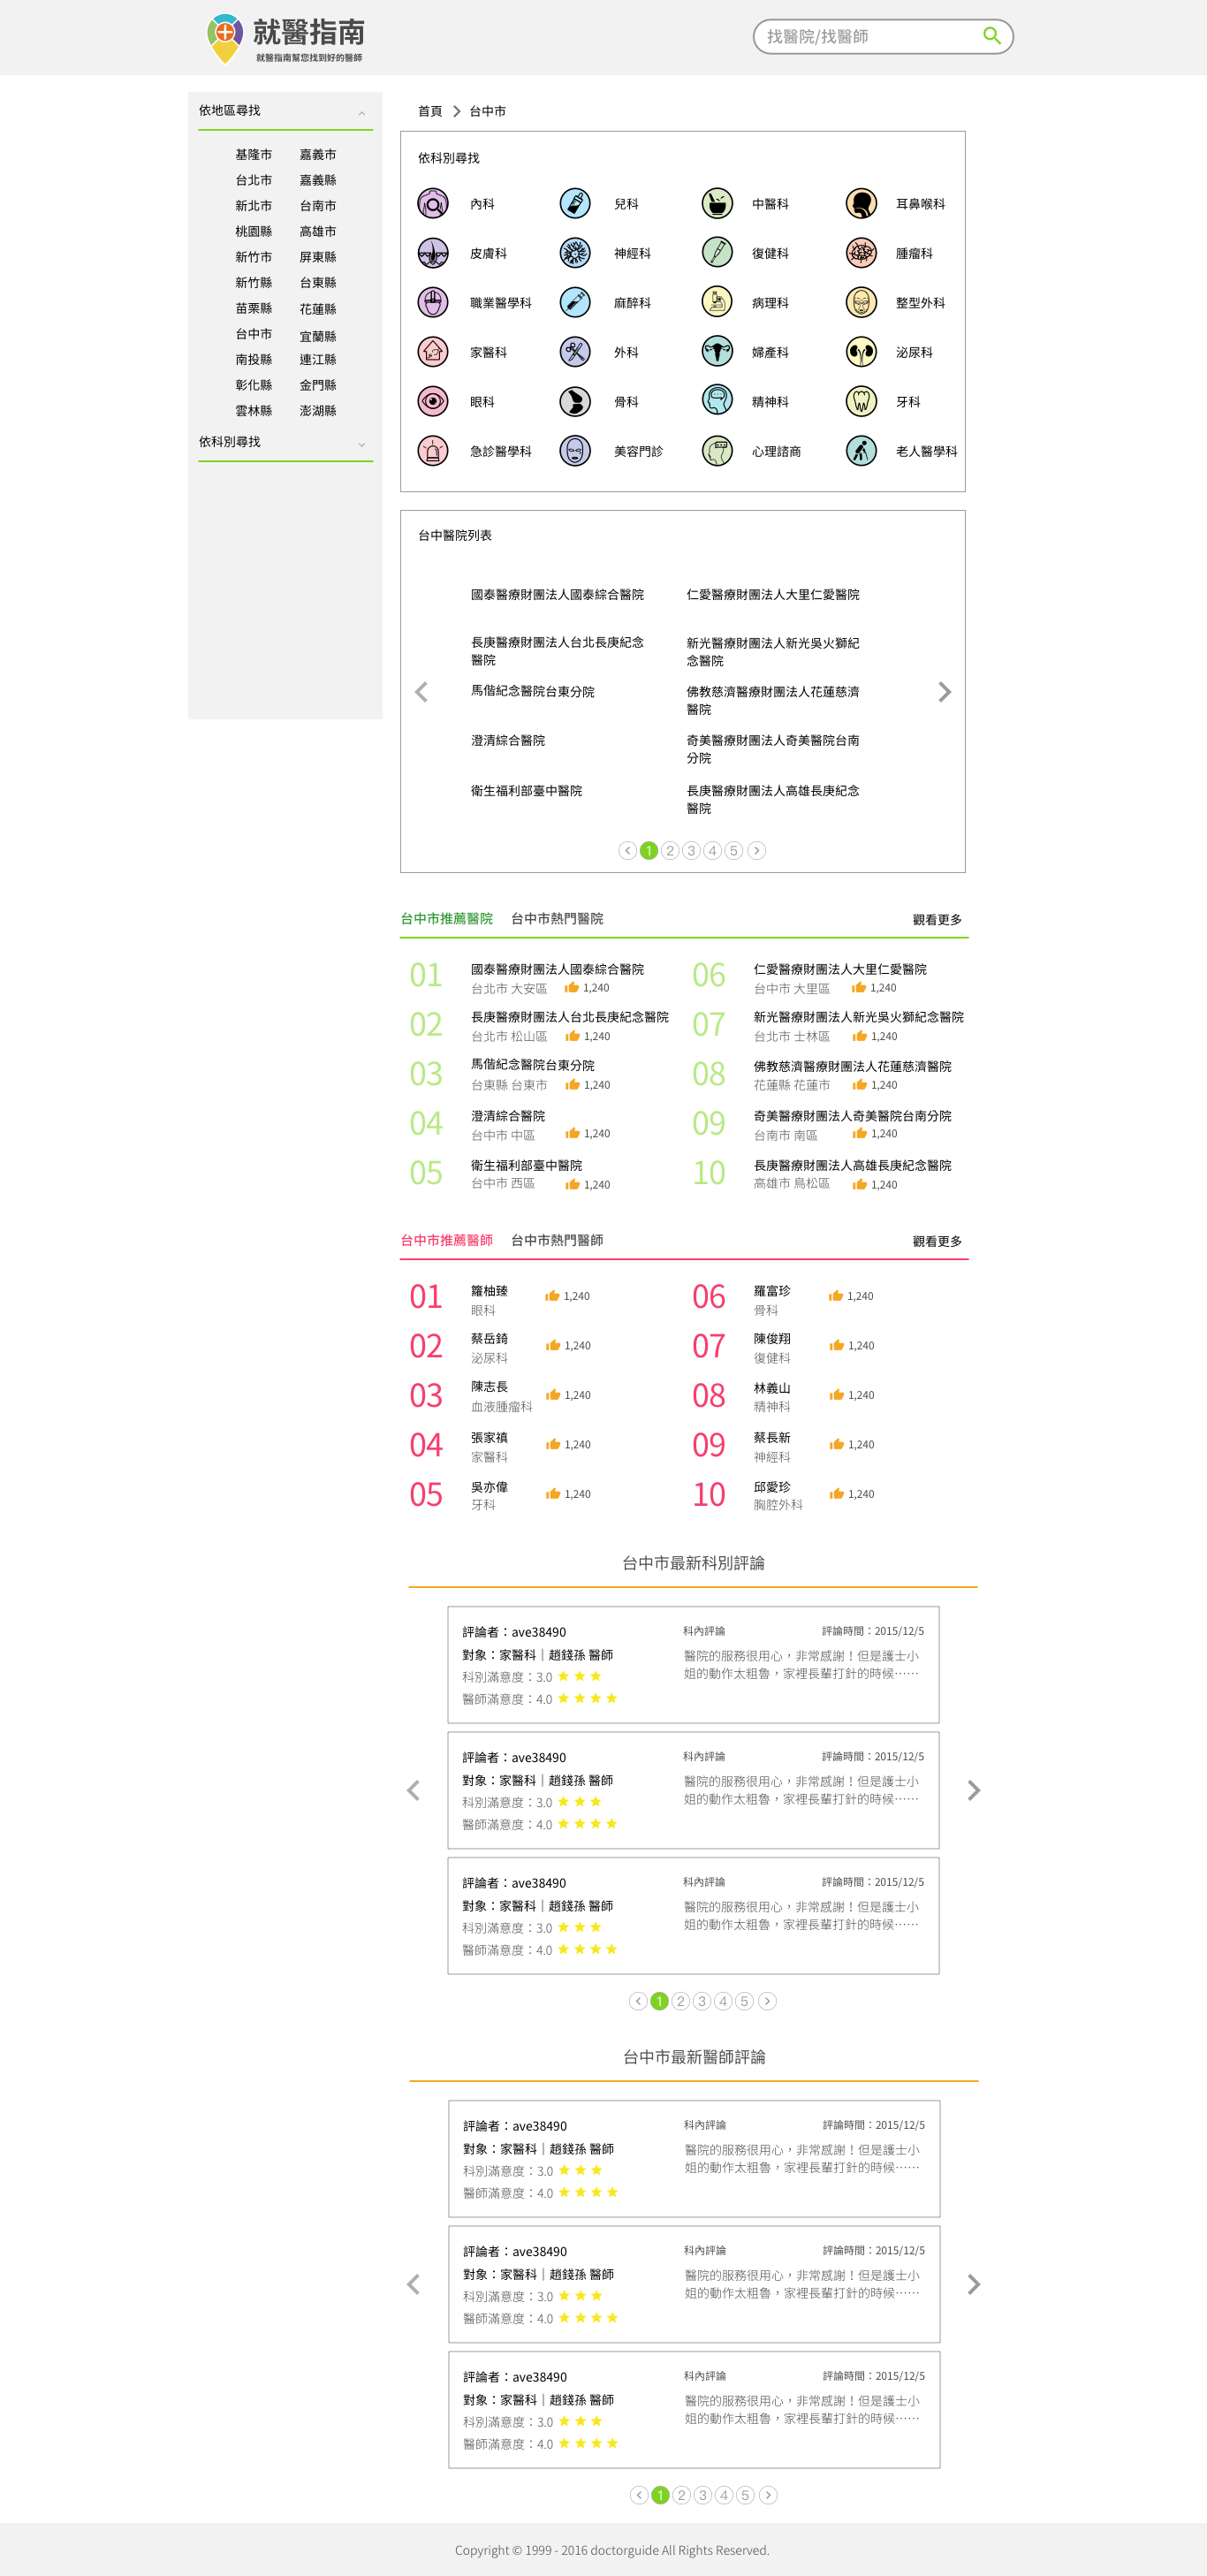 就醫指南
就醫指南幫您找到好的醫師
找醫院/找醫師
依地區尋找
基隆市 嘉義市
台北市 嘉義縣
新北市 台南市
桃園縣 高雄市
新竹市 屏東縣
新竹縣 台東縣
苗栗縣 花蓮縣
台中市 宜蘭縣
南投縣 連江縣
彰化縣 金門縣
雲林縣 澎湖縣
依科別尋找
首頁 台中市
依科別尋找
內科 兒科 中醫科 耳鼻喉科
皮膚科 神經科 復健科 腫瘤科
職業醫學科 麻醉科 病理科 整型外科
家醫科 外科 婦產科 泌尿科
眼科 骨科 精神科 牙科
急診醫學科 美容門診 心理諮商 老人醫學科
台中醫院列表
國泰醫療財團法人國泰綜合醫院
仁愛醫療財團法人大里仁愛醫院
長庚醫療財團法人台北長庚紀念
醫院
新光醫療財團法人新光吳火獅紀
念醫院
馬偕紀念醫院台東分院
佛教慈濟醫療財團法人花蓮慈濟
醫院
澄清綜合醫院
奇美醫療財團法人奇美醫院台南
分院
衛生福利部臺中醫院
長庚醫療財團法人高雄長庚紀念
醫院
1 2 3 4 5
台中市推薦醫院 台中市熱門醫院 觀看更多
01 國泰醫療財團法人國泰綜合醫院
台北市 大安區 1,240
06 仁愛醫療財團法人大里仁愛醫院
台中市 大里區 1,240
02 長庚醫療財團法人台北長庚紀念醫院
台北市 松山區 1,240
07 新光醫療財團法人新光吳火獅紀念醫院
台北市 士林區 1,240
03 馬偕紀念醫院台東分院
台東縣 台東市 1,240
08 佛教慈濟醫療財團法人花蓮慈濟醫院
花蓮縣 花蓮市 1,240
04 澄清綜合醫院
台中市 中區 1,240
09 奇美醫療財團法人奇美醫院台南分院
台南市 南區 1,240
05 衛生福利部臺中醫院
台中市 西區 1,240
10 長庚醫療財團法人高雄長庚紀念醫院
高雄市 鳥松區 1,240
台中市推薦醫師 台中市熱門醫師 觀看更多
01 籮柚臻 1,240
眼科
06 羅富珍 1,240
骨科
02 蔡岳錡 1,240
泌尿科
07 陳俊翔 1,240
復健科
03 陳志長 1,240
血液腫瘤科
08 林義山 1,240
精神科
04 張家禛 1,240
家醫科
09 蔡長新 1,240
神經科
05 吳亦偉 1,240
牙科
10 邱愛珍 1,240
胸腔外科
台中市最新科別評論
評論者：ave38490
對象：家醫科｜趙錢孫 醫師
科別滿意度：3.0
醫師滿意度：4.0
科內評論 評論時間：2015/12/5
醫院的服務很用心，非常感謝！但是護士小
姐的動作太粗魯，家裡長輩打針的時候……
評論者：ave38490
對象：家醫科｜趙錢孫 醫師
科別滿意度：3.0
醫師滿意度：4.0
科內評論 評論時間：2015/12/5
醫院的服務很用心，非常感謝！但是護士小
姐的動作太粗魯，家裡長輩打針的時候……
評論者：ave38490
對象：家醫科｜趙錢孫 醫師
科別滿意度：3.0
醫師滿意度：4.0
科內評論 評論時間：2015/12/5
醫院的服務很用心，非常感謝！但是護士小
姐的動作太粗魯，家裡長輩打針的時候……
1 2 3 4 5
台中市最新醫師評論
評論者：ave38490
對象：家醫科｜趙錢孫 醫師
科別滿意度：3.0
醫師滿意度：4.0
科內評論 評論時間：2015/12/5
醫院的服務很用心，非常感謝！但是護士小
姐的動作太粗魯，家裡長輩打針的時候……
評論者：ave38490
對象：家醫科｜趙錢孫 醫師
科別滿意度：3.0
醫師滿意度：4.0
科內評論 評論時間：2015/12/5
醫院的服務很用心，非常感謝！但是護士小
姐的動作太粗魯，家裡長輩打針的時候……
評論者：ave38490
對象：家醫科｜趙錢孫 醫師
科別滿意度：3.0
醫師滿意度：4.0
科內評論 評論時間：2015/12/5
醫院的服務很用心，非常感謝！但是護士小
姐的動作太粗魯，家裡長輩打針的時候……
1 2 3 4 5
Copyright © 1999 - 2016 doctorguide All Rights Reserved.